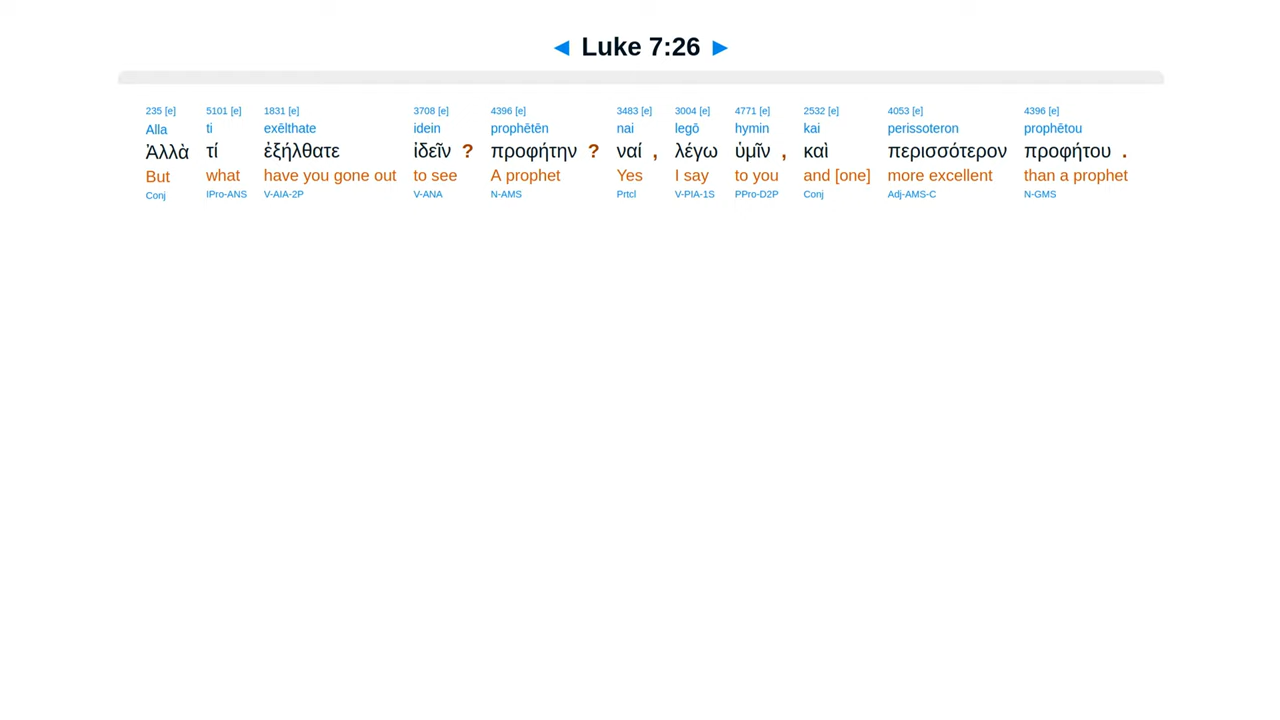 ◄ Luke 7:26 ►
235 [e] 5101 [e] 1831 [e] 3708 [e] 4396 [e] 3483 [e] 3004 [e] 4771 [e] 2532 [e] 4053 [e] 4396 [e]
Alla ti exēlthate idein prophētēn nai legō hymin kai perissoteron prophētou
Ἀλλὰ τί ἐξήλθατε ἰδεῖν ? προφήτην ? ναί , λέγω ὑμῖν , καὶ περισσότερον προφήτου .
But what have you gone out to see A prophet Yes I say to you and [one] more excellent than a prophet
Conj IPro-ANS V-AIA-2P V-ANA N-AMS Prtcl V-PIA-1S PPro-D2P Conj Adj-AMS-C N-GMS